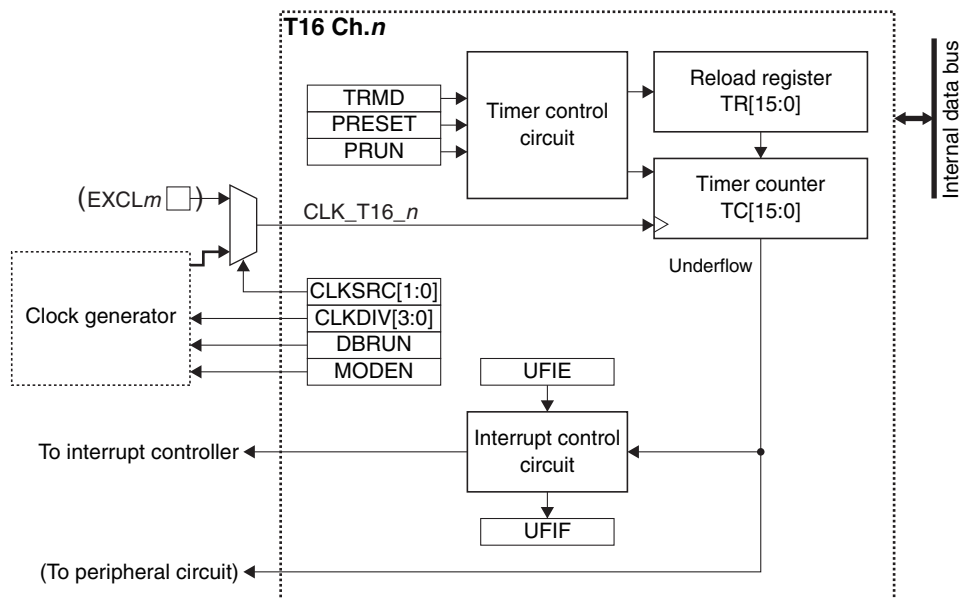 T16 Ch.n
TRMD
PRESET
PRUN
Timer control
circuit
Reload register
TR[15:0]
Timer counter
TC[15:0]
Internal data bus
(EXCLm )
CLK_T16_n
Underflow
Clock generator
CLKSRC[1:0]
CLKDIV[3:0]
DBRUN
MODEN
UFIE
Interrupt control
circuit
UFIF
To interrupt controller
(To peripheral circuit)